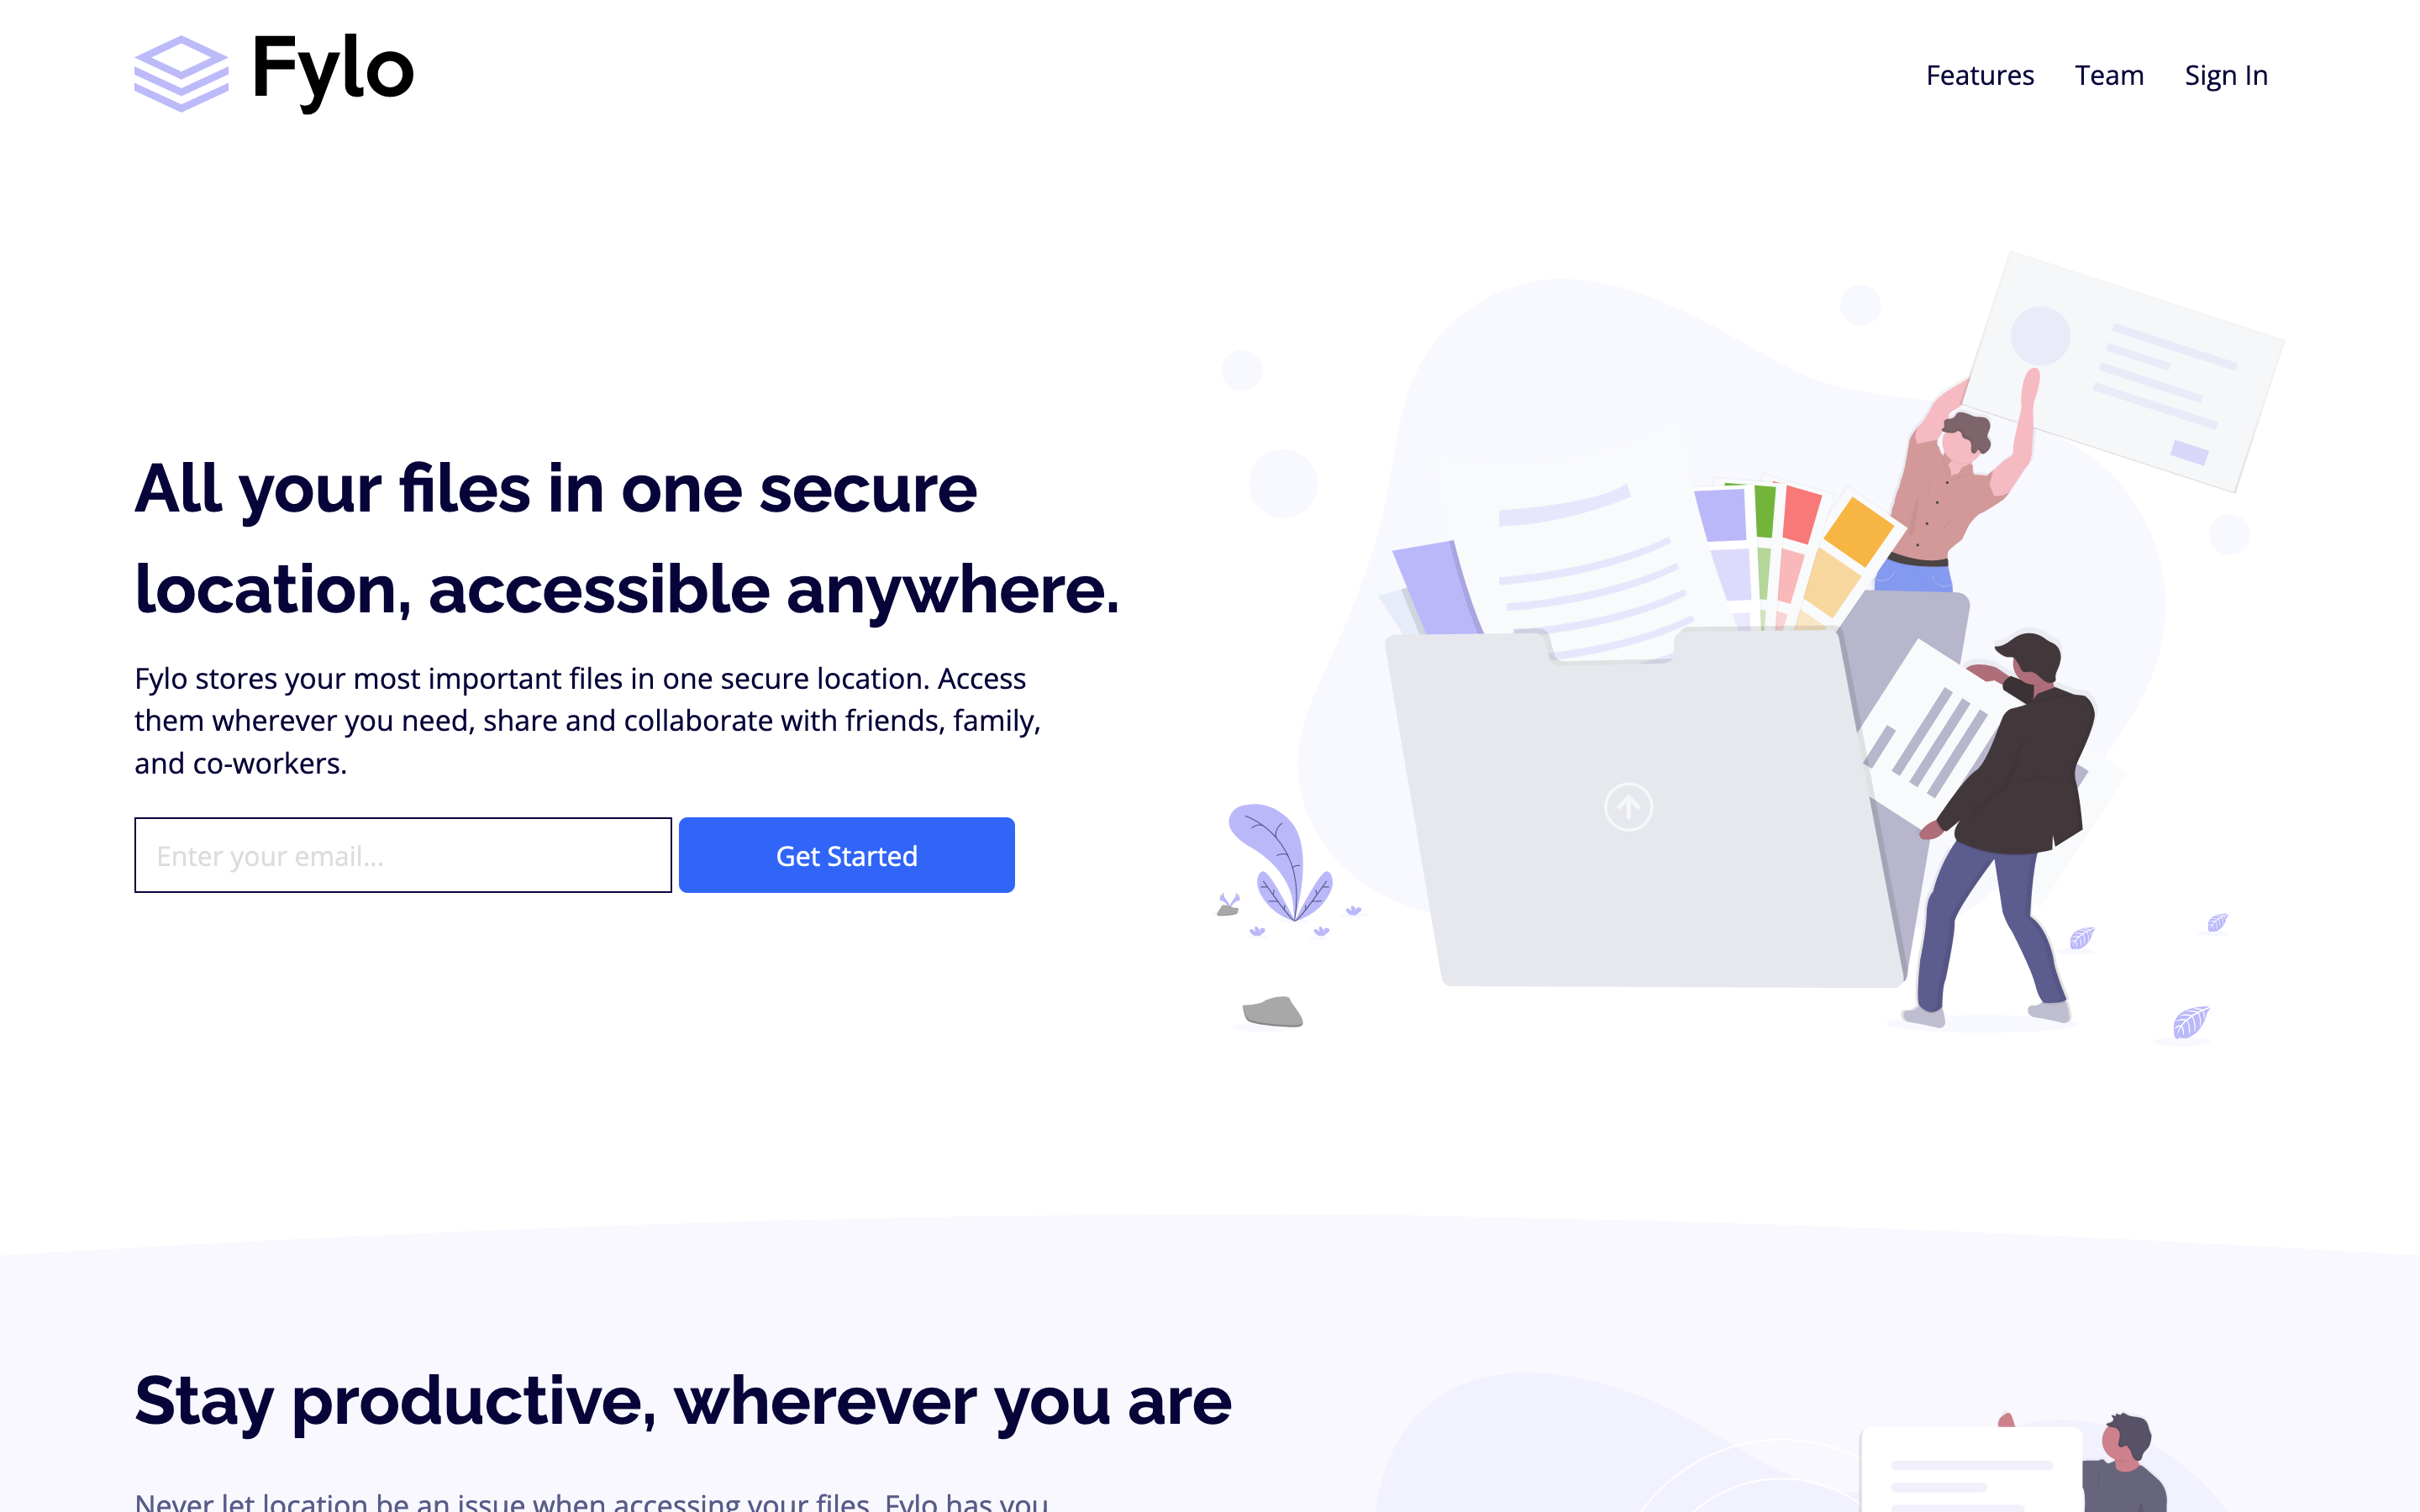 Fylo
Features Team Sign In
All your files in one secure
location, accessible anywhere.
Fylo stores your most important files in one secure location. Access
them wherever you need, share and collaborate with friends, family,
and co-workers.
Enter your email...
Get Started
Stay productive, wherever you are
Never let location be an issue when accessing your files. Fylo has you